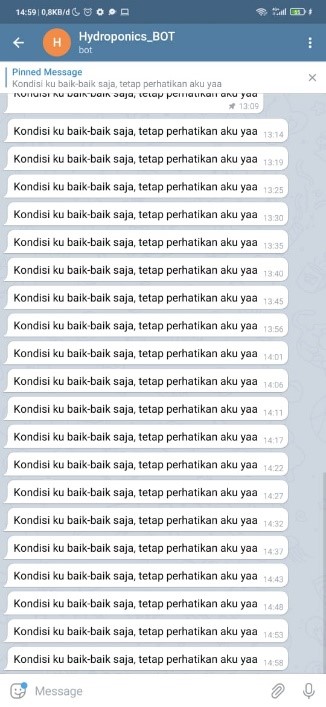 14:59 | 0,8KB/d
53
Hydroponics_BOT
H
bot
Pinned Message
Kondisi ku baik-baik saja, tetap perhatikan aku yaa
Kondisi ku baik-baik saja, tetap perhatikan aku yaa
13:09
Kondisi ku baik-baik saja, tetap perhatikan aku yaa 13:14
Kondisi ku baik-baik saja, tetap perhatikan aku yaa 13:19
Kondisi ku baik-baik saja, tetap perhatikan aku yaa 13:25
Kondisi ku baik-baik saja, tetap perhatikan aku yaa 13:30
Kondisi ku baik-baik saja, tetap perhatikan aku yaa 13:35
Kondisi ku baik-baik saja, tetap perhatikan aku yaa 13:40
Kondisi ku baik-baik saja, tetap perhatikan aku yaa 13:45
Kondisi ku baik-baik saja, tetap perhatikan aku yaa 13:56
Kondisi ku baik-baik saja, tetap perhatikan aku yaa 14:01
Kondisi ku baik-baik saja, tetap perhatikan aku yaa 14:06
Kondisi ku baik-baik saja, tetap perhatikan aku yaa 14:11
Kondisi ku baik-baik saja, tetap perhatikan aku yaa 14:17
Kondisi ku baik-baik saja, tetap perhatikan aku yaa 14:22
Kondisi ku baik-baik saja, tetap perhatikan aku yaa 14:27
Kondisi ku baik-baik saja, tetap perhatikan aku yaa 14:32
Kondisi ku baik-baik saja, tetap perhatikan aku yaa 14:37
Kondisi ku baik-baik saja, tetap perhatikan aku yaa 14:43
Kondisi ku baik-baik saja, tetap perhatikan aku yaa 14:48
Kondisi ku baik-baik saja, tetap perhatikan aku yaa 14:53
Kondisi ku baik-baik saja, tetap perhatikan aku yaa 14:58
Message